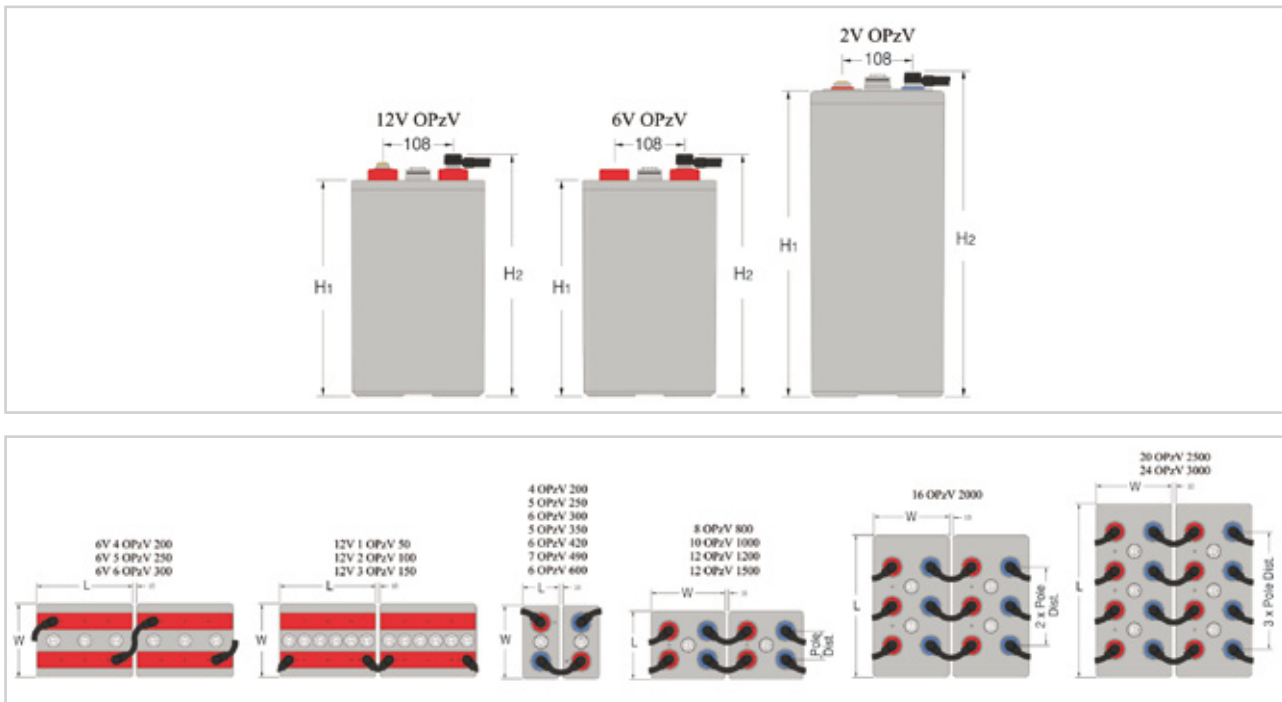 2V OPzV
108
12V OPzV
108
6V OPzV
108
H1
H2
H1
H2
H1
H2
6V 4 OPzV 200
6V 5 OPzV 250
6V 6 OPzV 300
L
W
12V 1 OPzV 50
12V 2 OPzV 100
12V 3 OPzV 150
L
W
4 OPzV 200
5 OPzV 250
6 OPzV 300
5 OPzV 350
6 OPzV 420
7 OPzV 490
6 OPzV 600
L
W
8 OPzV 800
10 OPzV 1000
12 OPzV 1200
12 OPzV 1500
W
L
Pole
Dist.
16 OPzV 2000
W
L
2 x Pole
Dist.
20 OPzV 2500
24 OPzV 3000
W
L
3 x Pole Dist.